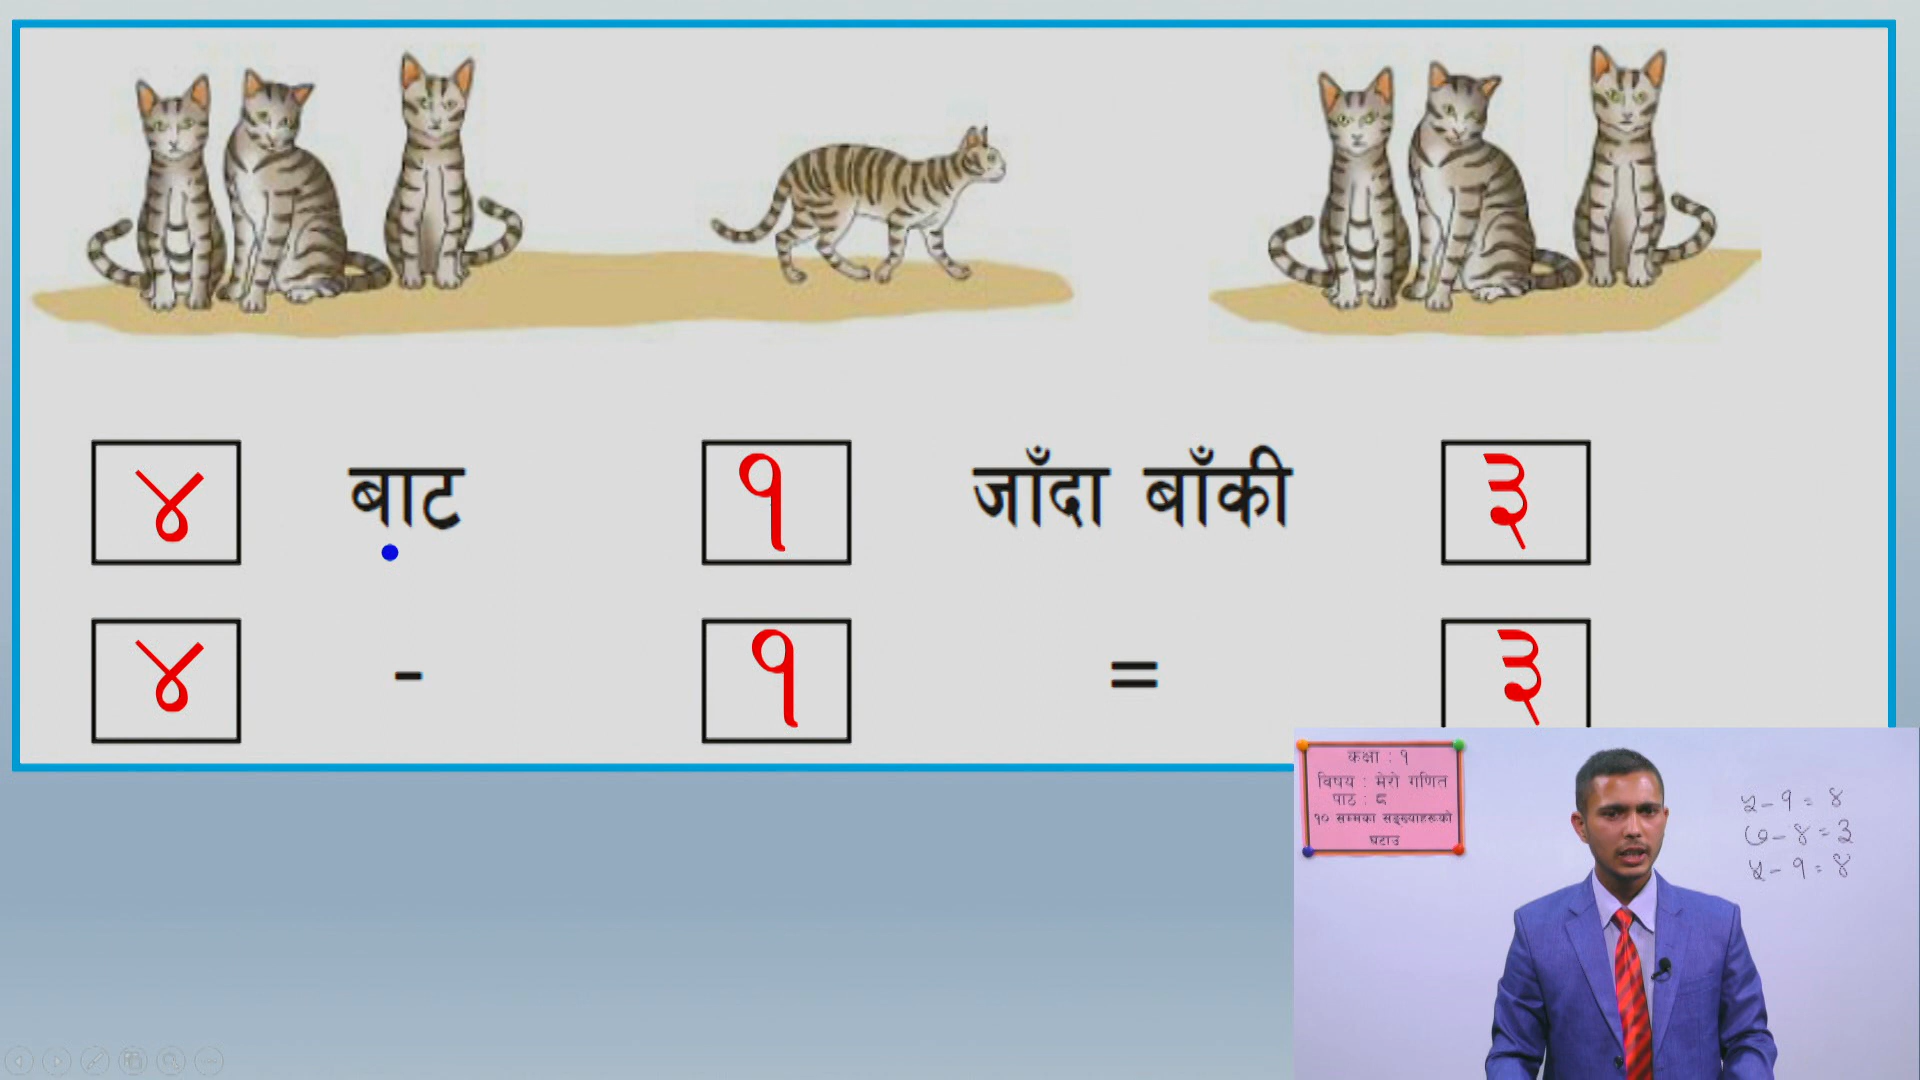 ४ बाट १ जाँदा बाँकी ३
४ - १ = ३
कक्षा : १
विषय : मेरो गणित
पाठ : ८
१० सम्मका सङ्ख्याहरूको
घटाउ
५ - १ = ४
७ - ४ = ३
५ - १ = ४